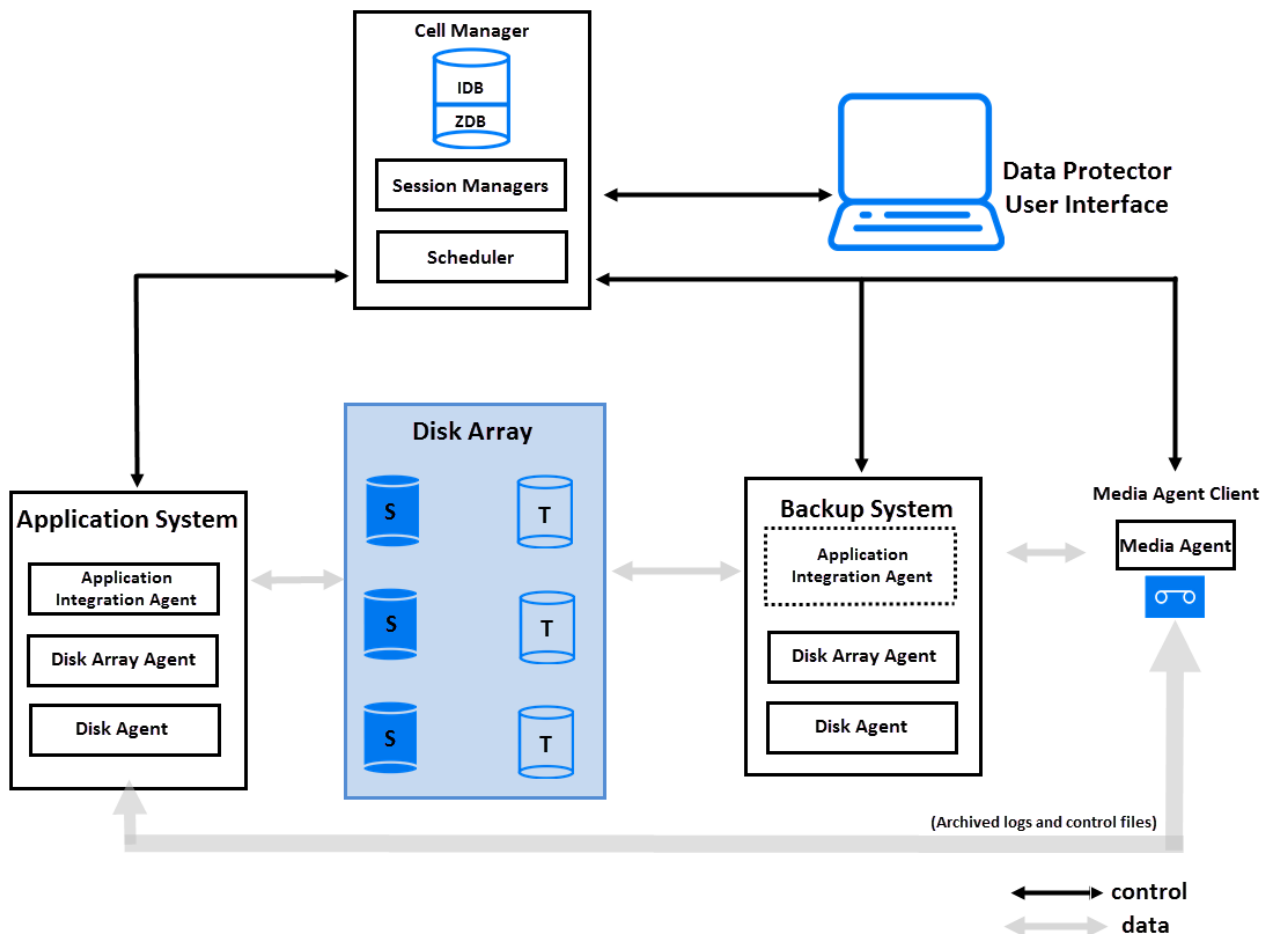 Cell Manager
IDB
ZDB
Session Managers
Scheduler
Data Protector
User Interface
Disk Array
S
T
S
T
S
T
Application System
Application
Integration Agent
Disk Array Agent
Disk Agent
Backup System
Application
Integration Agent
Disk Array Agent
Disk Agent
Media Agent Client
Media Agent
(Archived logs and control files)
control
data